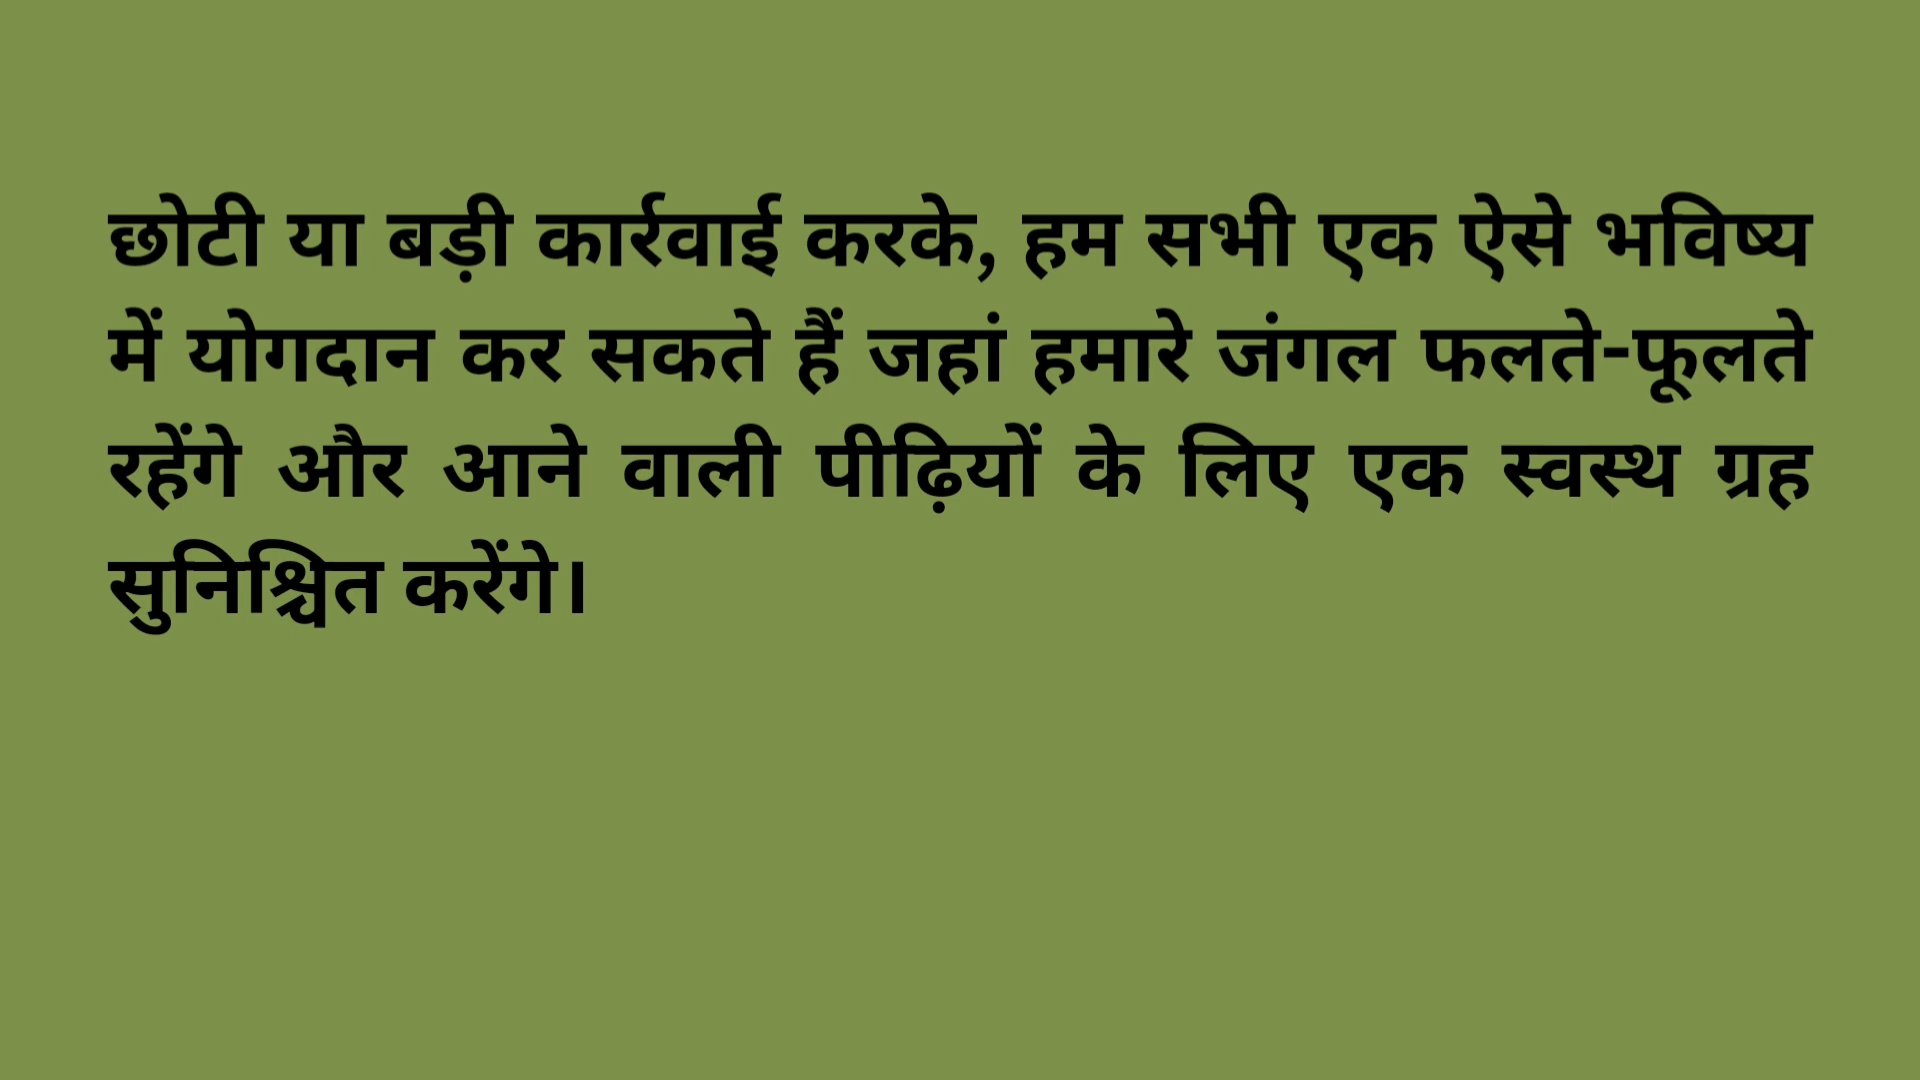 छोटी या बड़ी कार्रवाई करके, हम सभी एक ऐसे भविष्य
में योगदान कर सकते हैं जहां हमारे जंगल फलते-फूलते
रहेंगे और आने वाली पीढ़ियों के लिए एक स्वस्थ ग्रह
सुनिश्चित करेंगे।